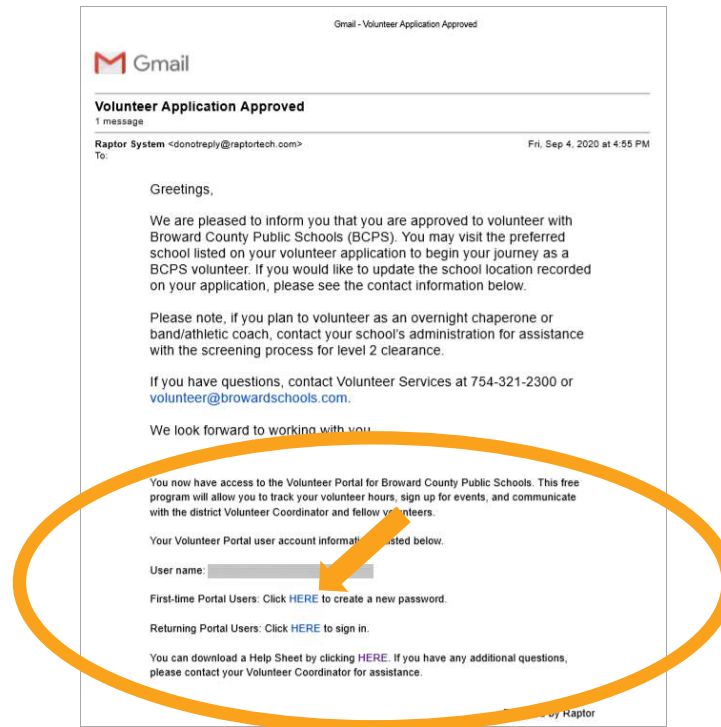 Gmail - Volunteer Application Approved
Gmail
Volunteer Application Approved
1 message
Raptor System <donotreply@raptortech.com> Fri, Sep 4, 2020 at 4:55 PM
To:
Greetings,
We are pleased to inform you that you are approved to volunteer with
Broward County Public Schools (BCPS). You may visit the preferred
school listed on your volunteer application to begin your journey as a
BCPS volunteer. If you would like to update the school location recorded
on your application, please see the contact information below.
Please note, if you plan to volunteer as an overnight chaperone or
band/athletic coach, contact your school's administration for assistance
with the screening process for level 2 clearance.
If you have questions, contact Volunteer Services at 754-321-2300 or
volunteer@browardschools.com.
We look forward to working with you
You now have access to the Volunteer Portal for Broward County Public Schools. This free
program will allow you to track your volunteer hours, sign up for events, and communicate
with the district Volunteer Coordinator and fellow volunteers.
Your Volunteer Portal user account information listed below.
User name:
First-time Portal Users: Click HERE to create a new password.
Returning Portal Users: Click HERE to sign in.
You can download a Help Sheet by clicking HERE. If you have any additional questions,
please contact your Volunteer Coordinator for assistance.
by Raptor